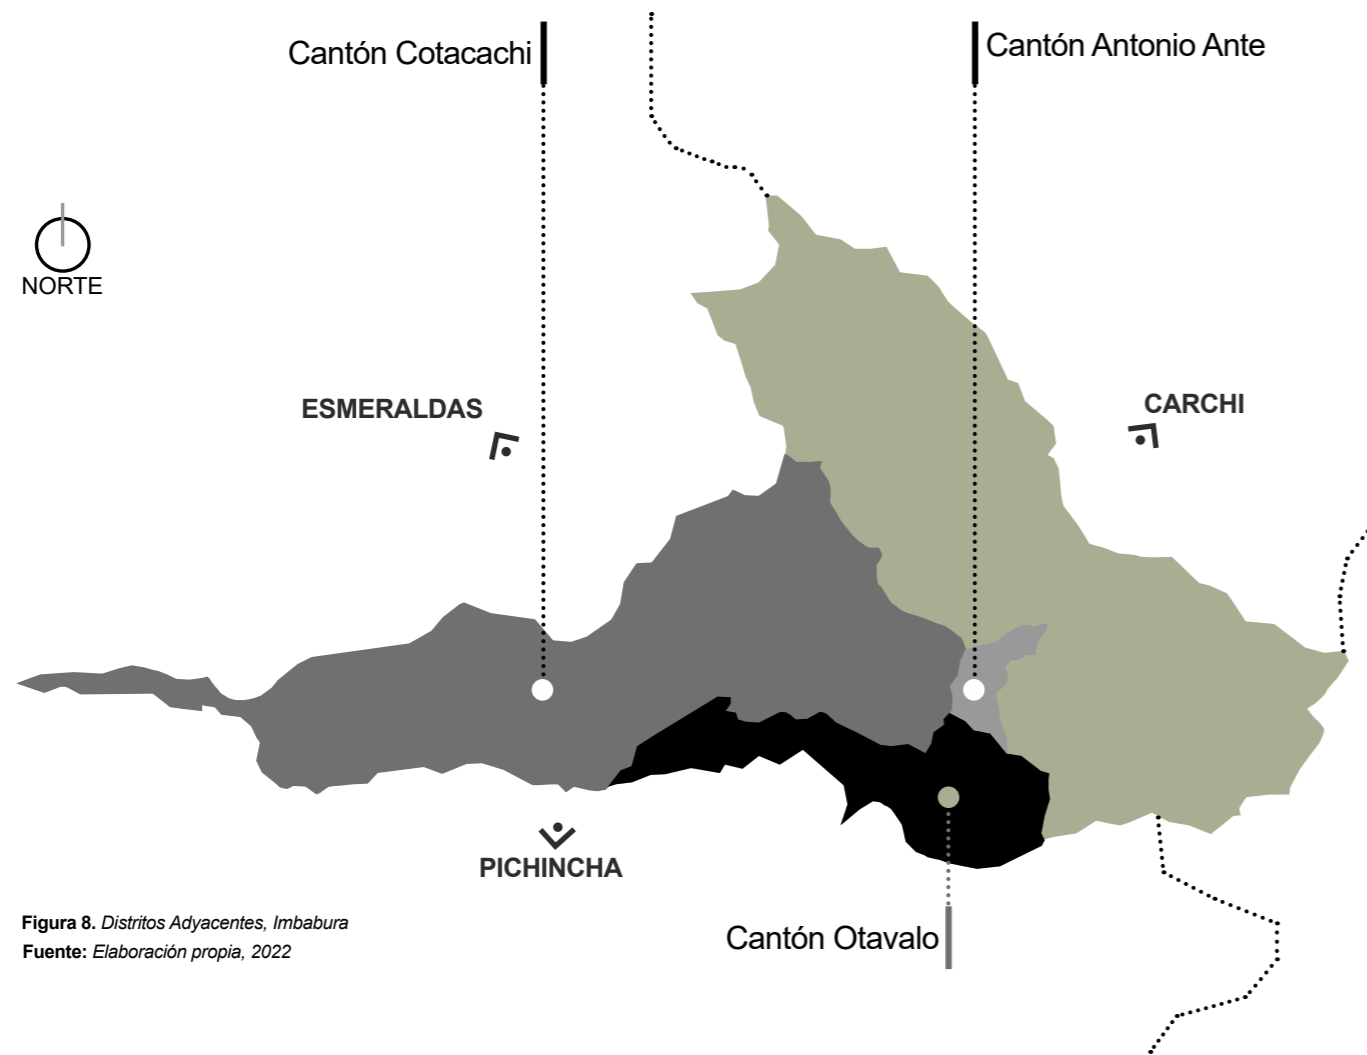 Cantón Cotacachi
Cantón Antonio Ante
NORTE
ESMERALDAS
CARCHI
PICHINCHA
Cantón Otavalo
Figura 8. Distritos Adyacentes, Imbabura
Fuente: Elaboración propia, 2022